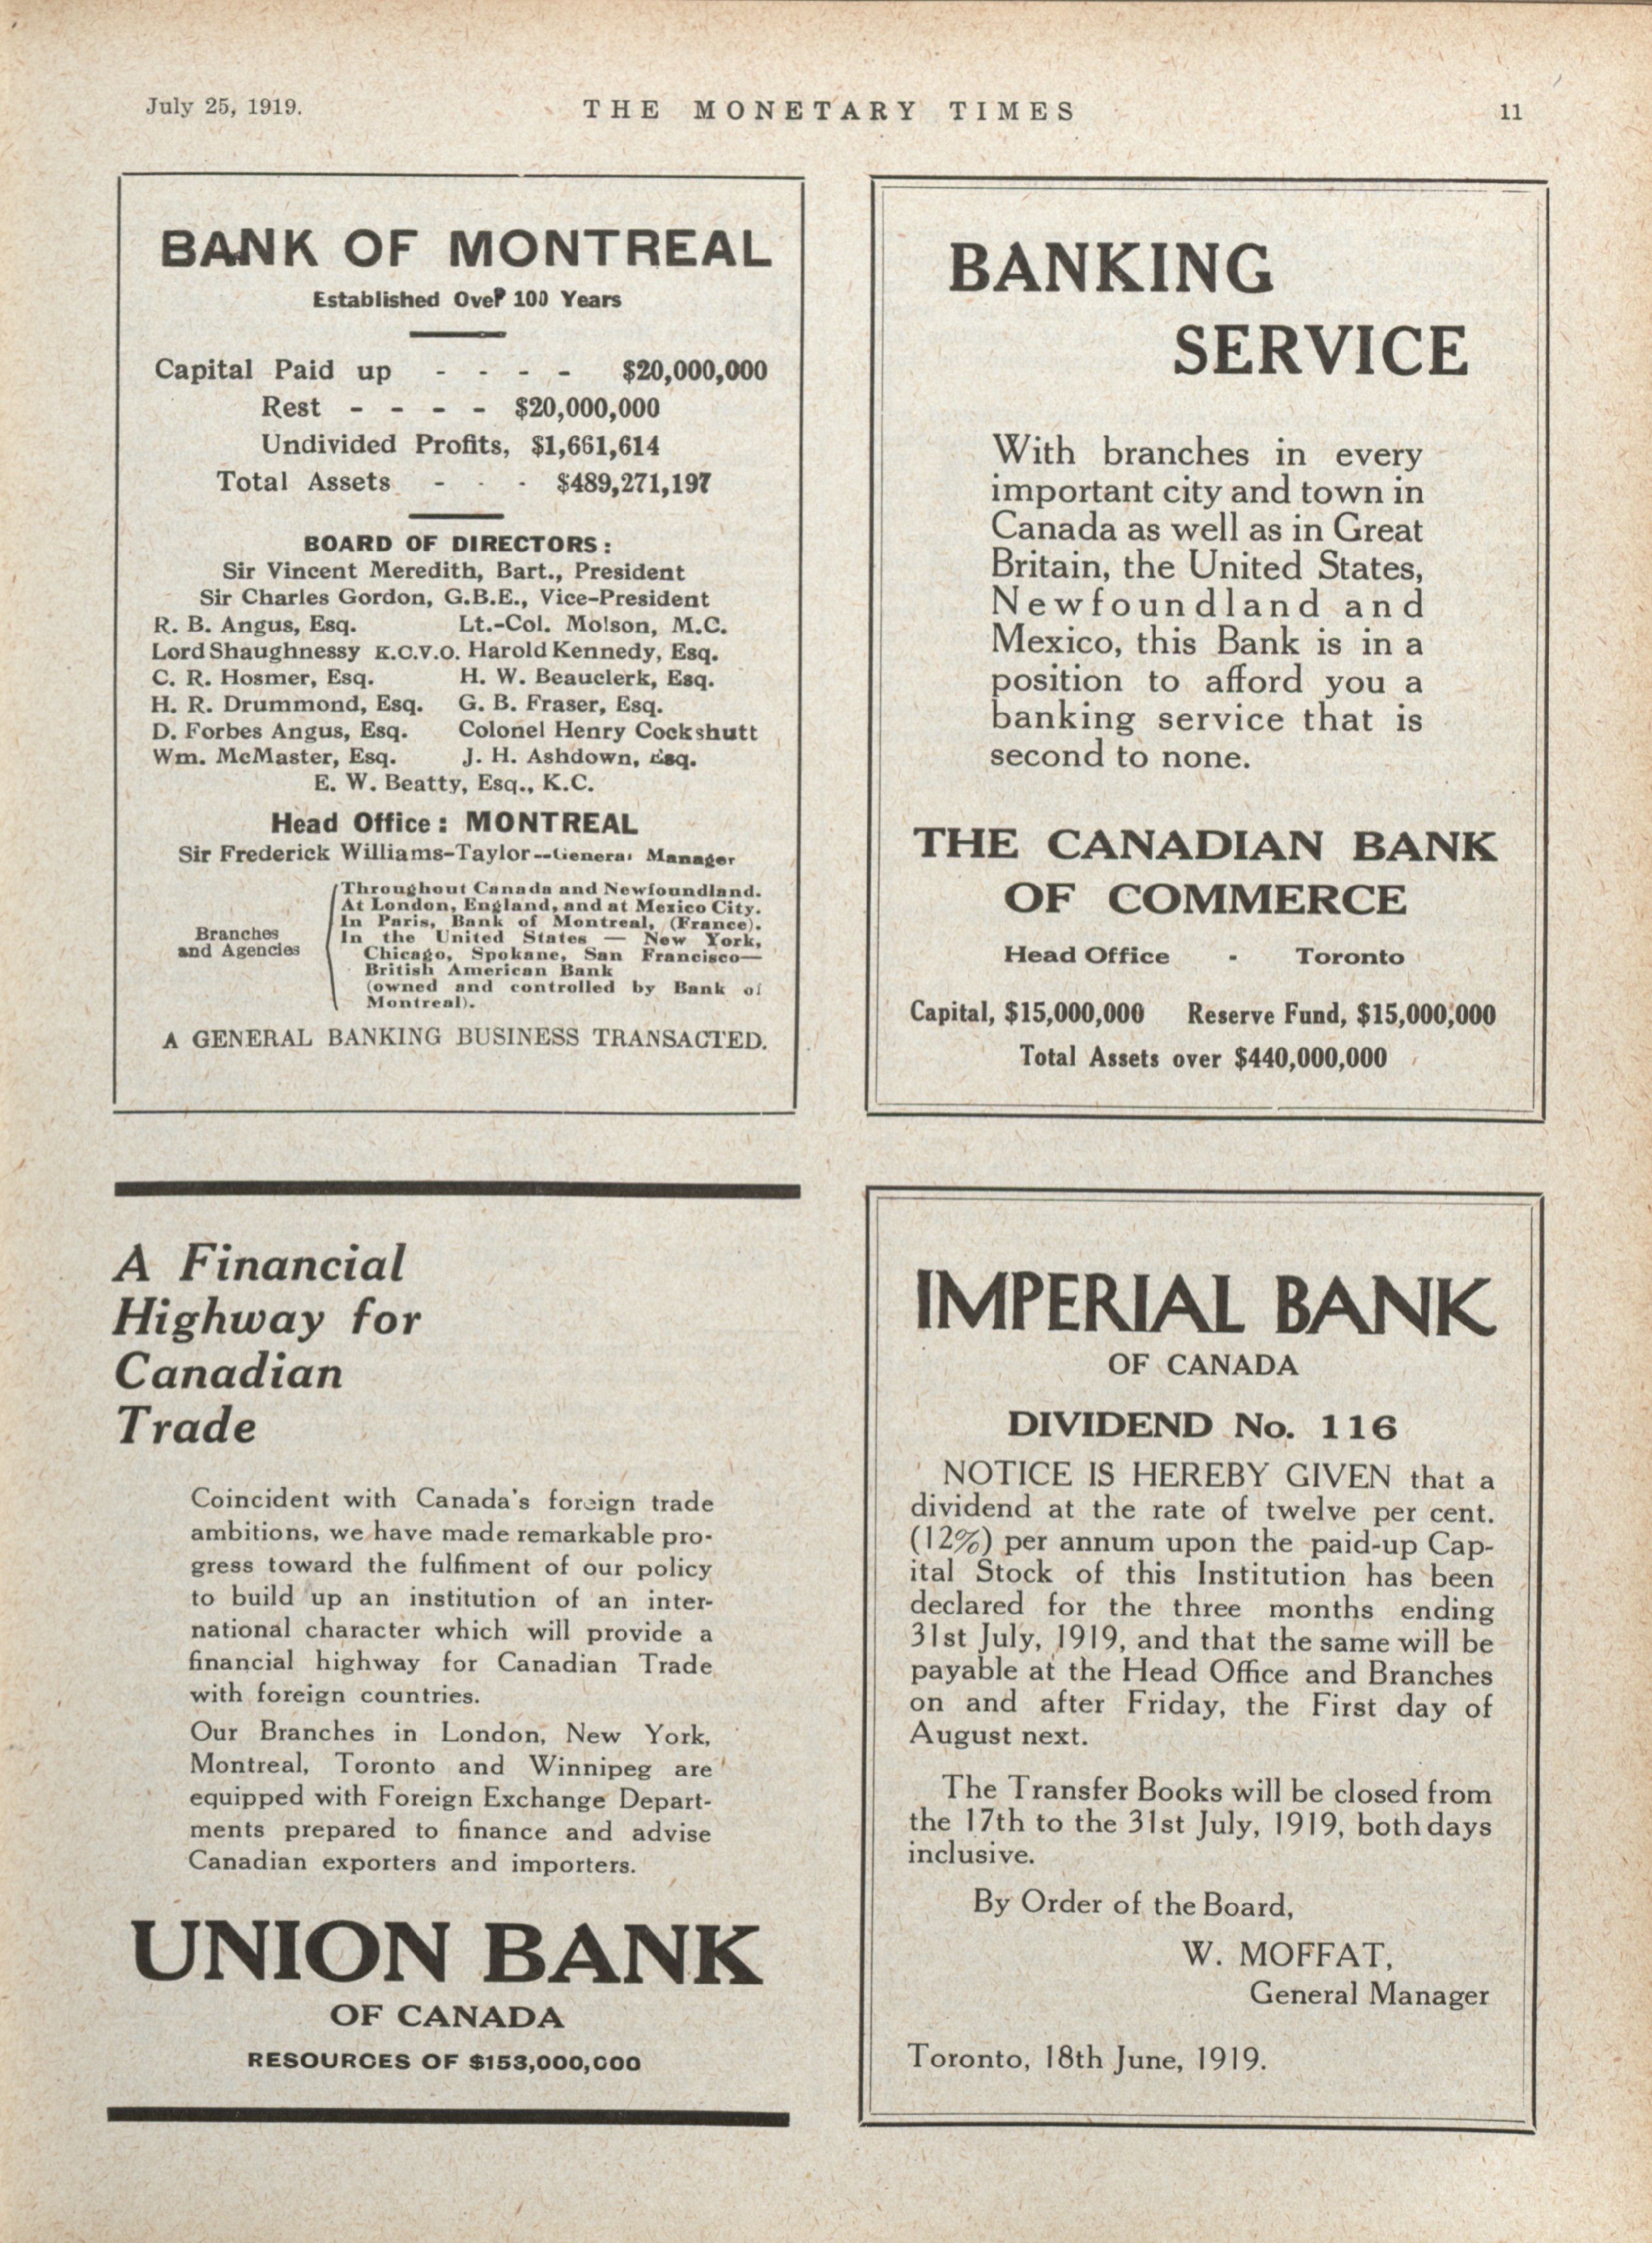 July 25, 1919.
THE MONETARY TIMES
11
BANK OF MONTREAL
Established Over 100 Years
Capital Paid up - - - - $20,000,000
Rest - - - - $20,000,000
Undivided Profits, $1,661,614
Total Assets - - - $489,271,197
BOARD OF DIRECTORS:
Sir Vincent Meredith, Bart., President
Sir Charles Gordon, G.B.E., Vice-President
R. B. Angus, Esq. Lt.-Col. Molson, M.C.
Lord Shaughnessy K.C.V.O. Harold Kennedy, Esq.
C. R. Hosmer, Esq. H. W. Beauclerk, Esq.
H. R. Drummond, Esq. G. B. Fraser, Esq.
D. Forbes Angus, Esq. Colonel Henry Cockshutt
Wm. McMaster, Esq. J. H. Ashdown, Esq.
E. W. Beatty, Esq., K.C.
Head Office: MONTREAL
Sir Frederick Williams-Taylor--General Manager
Branches
and Agencies
Throughout Canada and Newfoundland.
At London, England, and at Mexico City.
In Paris, Bank of Montreal, (France).
In the United States — New York,
Chicago, Spokane, San Francisco—
British American Bank
(owned and controlled by Bank of
Montreal).
A GENERAL BANKING BUSINESS TRANSACTED.
BANKING
SERVICE
With branches in every
important city and town in
Canada as well as in Great
Britain, the United States,
Newfoundland and
Mexico, this Bank is in a
position to afford you a
banking service that is
second to none.
THE CANADIAN BANK
OF COMMERCE
Head Office - Toronto
Capital, $15,000,000 Reserve Fund, $15,000,000
Total Assets over $440,000,000
A Financial
Highway for
Canadian
Trade
Coincident with Canada's foreign trade
ambitions, we have made remarkable pro-
gress toward the fulfiment of our policy
to build up an institution of an inter-
national character which will provide a
financial highway for Canadian Trade
with foreign countries.
Our Branches in London, New York,
Montreal, Toronto and Winnipeg are
equipped with Foreign Exchange Depart-
ments prepared to finance and advise
Canadian exporters and importers.
UNION BANK
OF CANADA
RESOURCES OF $153,000,000
IMPERIAL BANK
OF CANADA
DIVIDEND No. 116
NOTICE IS HEREBY GIVEN that a
dividend at the rate of twelve per cent.
(12%) per annum upon the paid-up Cap-
ital Stock of this Institution has been
declared for the three months ending
31st July, 1919, and that the same will be
payable at the Head Office and Branches
on and after Friday, the First day of
August next.
The Transfer Books will be closed from
the 17th to the 31st July, 1919, both days
inclusive.
By Order of the Board,
W. MOFFAT,
General Manager
Toronto, 18th June, 1919.